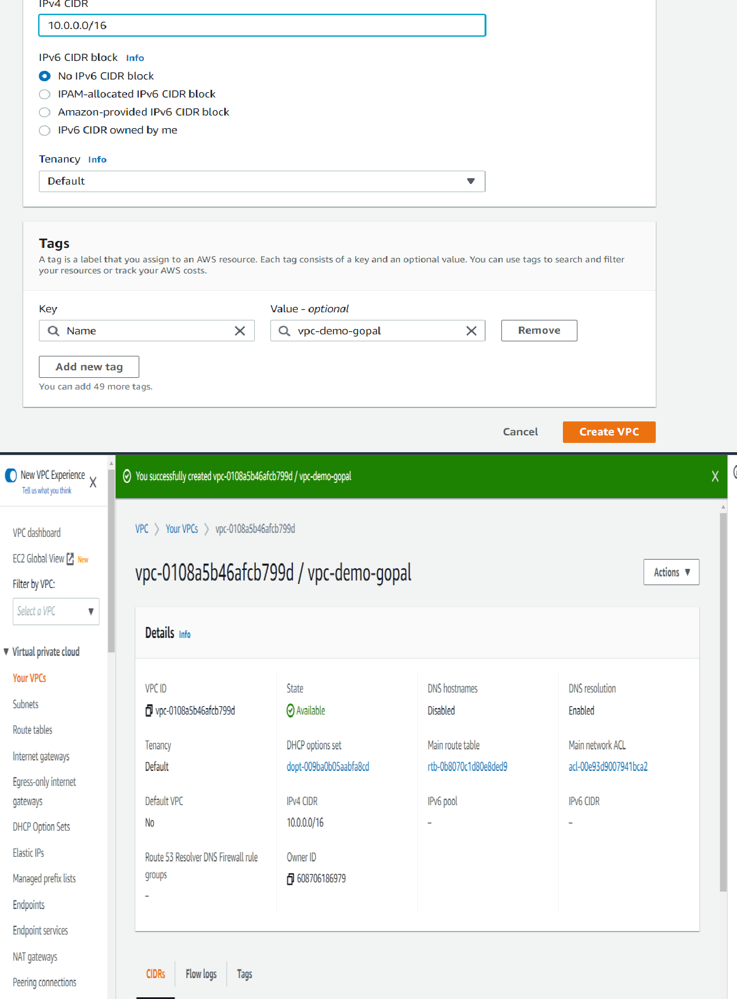 IPv4 CIDR
10.0.0.0/16
IPv6 CIDR block Info
No IPv6 CIDR block
IPAM-allocated IPv6 CIDR block
Amazon-provided IPv6 CIDR block
IPv6 CIDR owned by me
Tenancy Info
Default
Tags
A tag is a label that you assign to an AWS resource. Each tag consists of a key and an optional value. You can use tags to search and filter
your resources or track your AWS costs.
Key Value - optional
Name vpc-demo-gopal Remove
Add new tag
You can add 49 more tags.
Cancel Create VPC
New VPC Experience
Tell us what you think
You successfully created vpc-0108a5b46afcb799d / vpc-demo-gopal
VPC dashboard
EC2 Global View New
Filter by VPC:
Select a VPC
Virtual private cloud
Your VPCs
Subnets
Route tables
Internet gateways
Egress-only internet
gateways
DHCP Option Sets
Elastic IPs
Managed prefix lists
Endpoints
Endpoint services
NAT gateways
Peering connections
VPC Your VPCs vpc-0108a5b46afcb799d
vpc-0108a5b46afcb799d / vpc-demo-gopal Actions
Details Info
VPC ID State DNS hostnames DNS resolution
vpc-0108a5b46afcb799d Available Disabled Enabled
Tenancy DHCP options set Main route table Main network ACL
Default dopt-009ba0b05aabfa8cd rtb-0b8070c1d80e8ded9 acl-00e93d9007941bca2
Default VPC IPv4 CIDR IPv6 pool IPv6 CIDR
No 10.0.0.0/16 – –
Route 53 Resolver DNS Firewall rule Owner ID
groups 608706186979
–
CIDRs Flow logs Tags